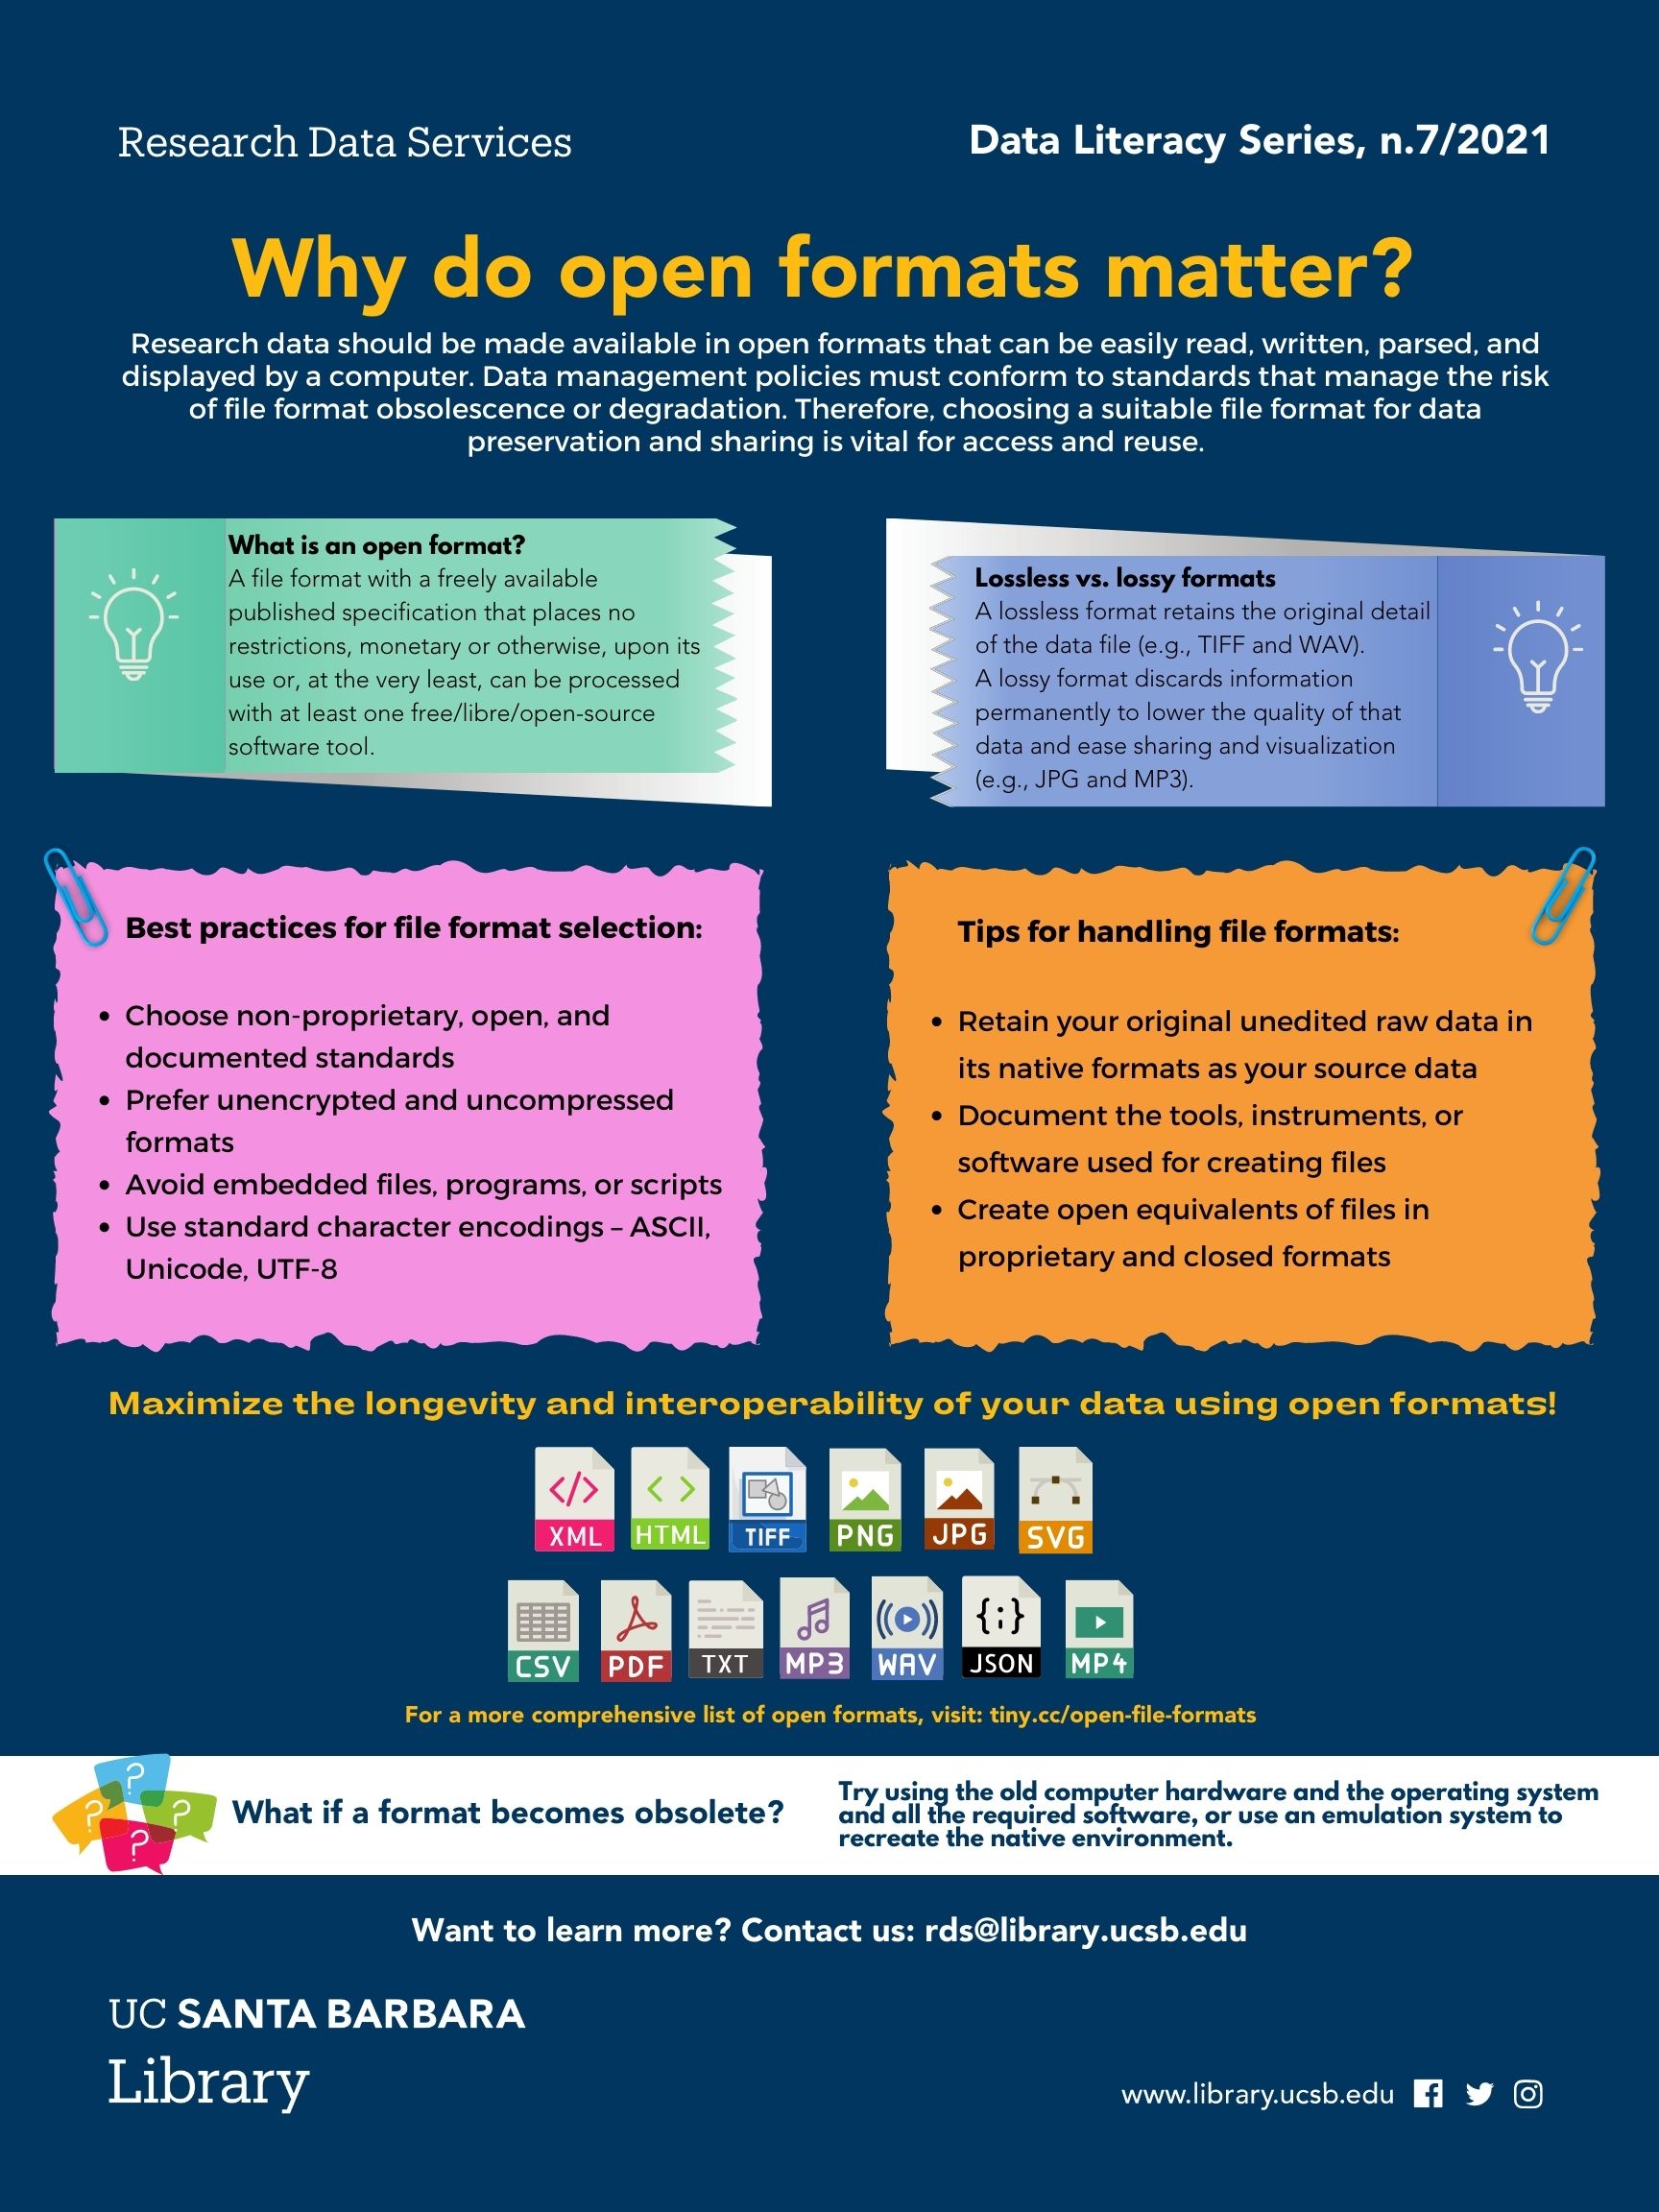 Research Data Services
Data Literacy Series, n.7/2021
Why do open formats matter?
Research data should be made available in open formats that can be easily read, written, parsed, and
displayed by a computer. Data management policies must conform to standards that manage the risk
of file format obsolescence or degradation. Therefore, choosing a suitable file format for data
preservation and sharing is vital for access and reuse.
What is an open format?
A file format with a freely available
published specification that places no
restrictions, monetary or otherwise, upon its
use or, at the very least, can be processed
with at least one free/libre/open-source
software tool.
Lossless vs. lossy formats
A lossless format retains the original detail
of the data file (e.g., TIFF and WAV).
A lossy format discards information
permanently to lower the quality of that
data and ease sharing and visualization
(e.g., JPG and MP3).
Best practices for file format selection:
• Choose non-proprietary, open, and
documented standards
• Prefer unencrypted and uncompressed
formats
• Avoid embedded files, programs, or scripts
• Use standard character encodings – ASCII,
Unicode, UTF-8
Tips for handling file formats:
• Retain your original unedited raw data in
its native formats as your source data
• Document the tools, instruments, or
software used for creating files
• Create open equivalents of files in
proprietary and closed formats
Maximize the longevity and interoperability of your data using open formats!
XML HTML TIFF PNG JPG SVG
CSV PDF TXT MP3 WAV JSON MP4
For a more comprehensive list of open formats, visit: tiny.cc/open-file-formats
What if a format becomes obsolete?
Try using the old computer hardware and the operating system
and all the required software, or use an emulation system to
recreate the native environment.
Want to learn more? Contact us: rds@library.ucsb.edu
UC SANTA BARBARA
Library
www.library.ucsb.edu